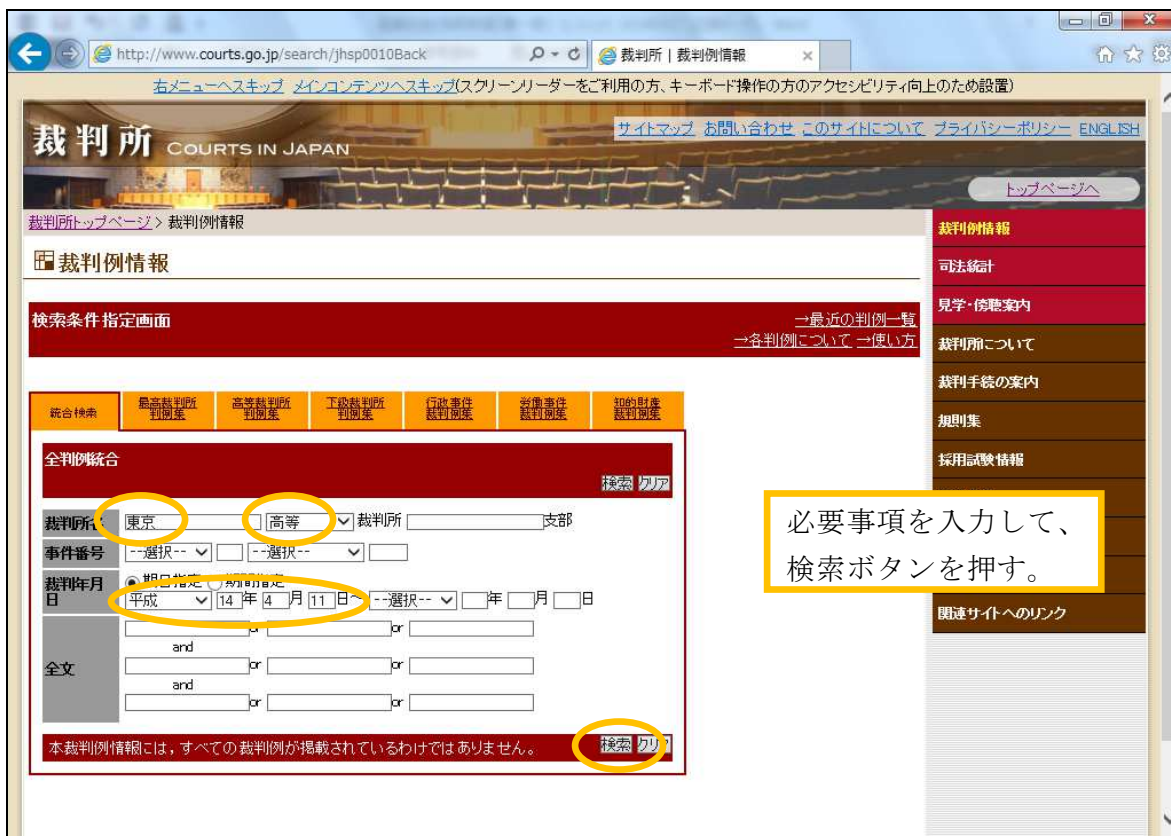 http://www.courts.go.jp/search/jhsp0010Back
裁判所 | 裁判例情報
右メニューへスキップ メインコンテンツへスキップ(スクリーンリーダーをご利用の方、キーボード操作の方のアクセシビリティ向上のため設置)
裁判所 COURTS IN JAPAN
サイトマップ お問い合わせ このサイトについて プライバシーポリシー ENGLISH
トップページへ
裁判所トップページ > 裁判例情報
裁判例情報
検索条件指定画面
→最近の判例一覧
→各判例について →使い方
統合検索
最高裁判所
判例集
高等裁判所
判例集
下級裁判所
判例集
行政事件
裁判例集
労働事件
裁判例集
知的財産
裁判例集
全判例統合
検索 クリア
裁判所名 東京 高等 裁判所 支部
事件番号 --選択-- --選択--
裁判年月日 期日指定 期間指定
平成 14 年 4 月 11 日～ --選択-- 年 月 日
全文
or or
and
or or
and
or or
本裁判例情報には，すべての裁判例が掲載されているわけではありません。 検索 クリア
裁判例情報
司法統計
見学・傍聴案内
裁判所について
裁判手続の案内
規則集
採用試験情報
関連サイトへのリンク
必要事項を入力して、
検索ボタンを押す。